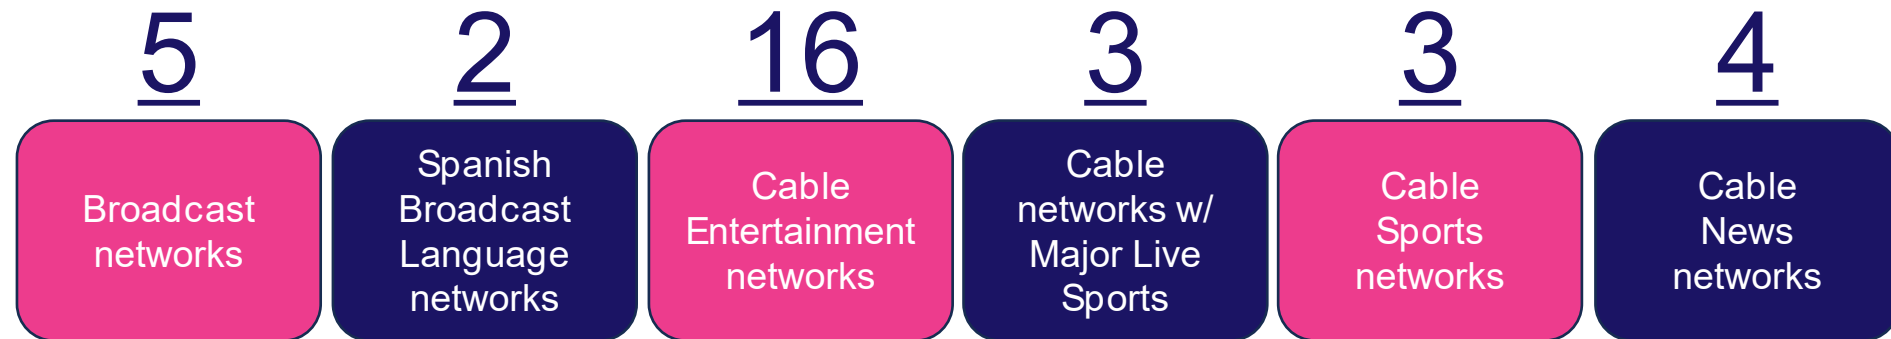 5
Broadcast
networks
2
Spanish
Broadcast
Language
networks
16
Cable
Entertainment
networks
3
Cable
networks w/
Major Live
Sports
3
Cable
Sports
networks
4
Cable
News
networks